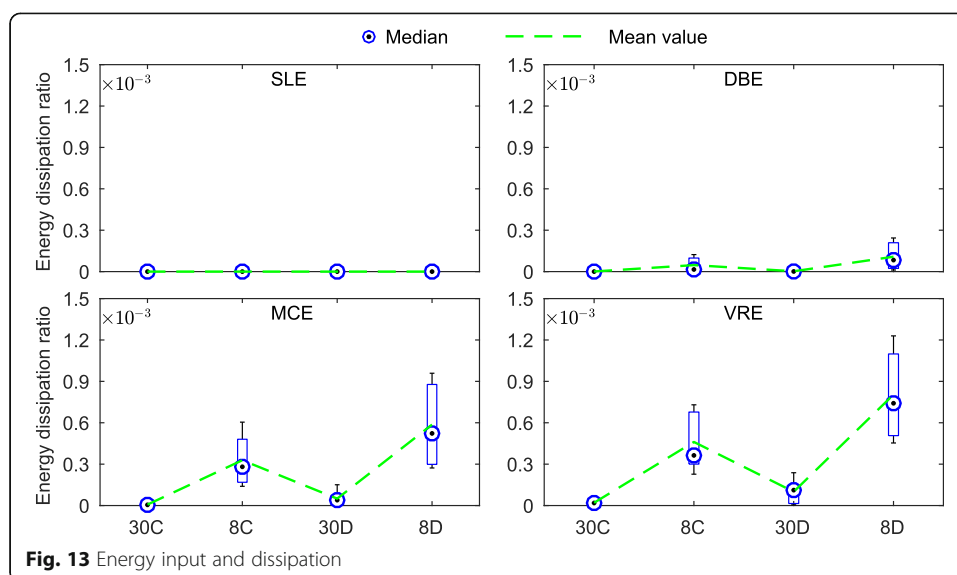 Median Mean value
×10⁻³ SLE
×10⁻³ DBE
Energy dissipation ratio
1.5
1.2
0.9
0.6
0.3
0
1.5
1.2
0.9
0.6
0.3
0
×10⁻³ MCE
×10⁻³ VRE
Energy dissipation ratio
1.5
1.2
0.9
0.6
0.3
0
1.5
1.2
0.9
0.6
0.3
0
30C 8C 30D 8D
30C 8C 30D 8D
Fig. 13 Energy input and dissipation